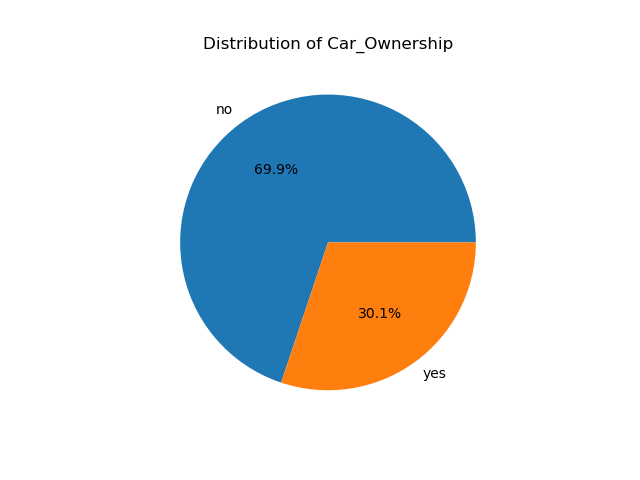 Distribution of Car_Ownership
no
69.9%
30.1%
yes